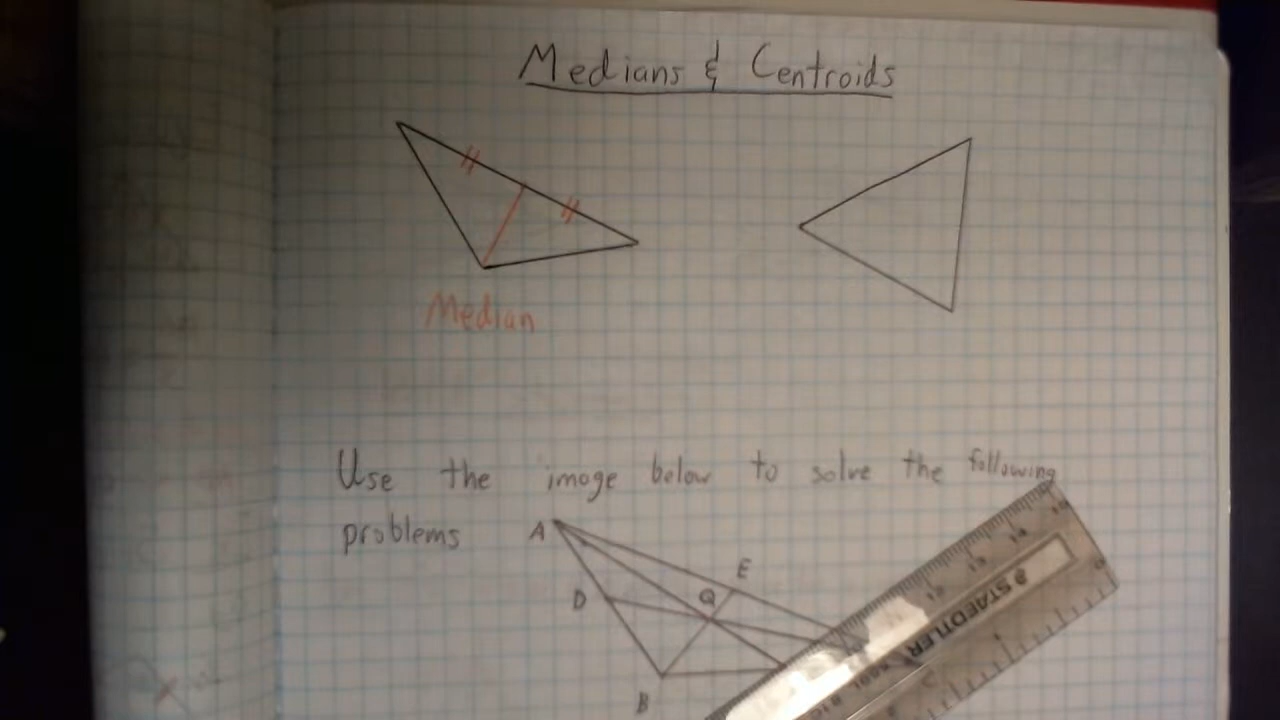 Medians & Centroids
Median
Use the image below to solve the following
problems
A
E
D
Q
B
STAEDTLER